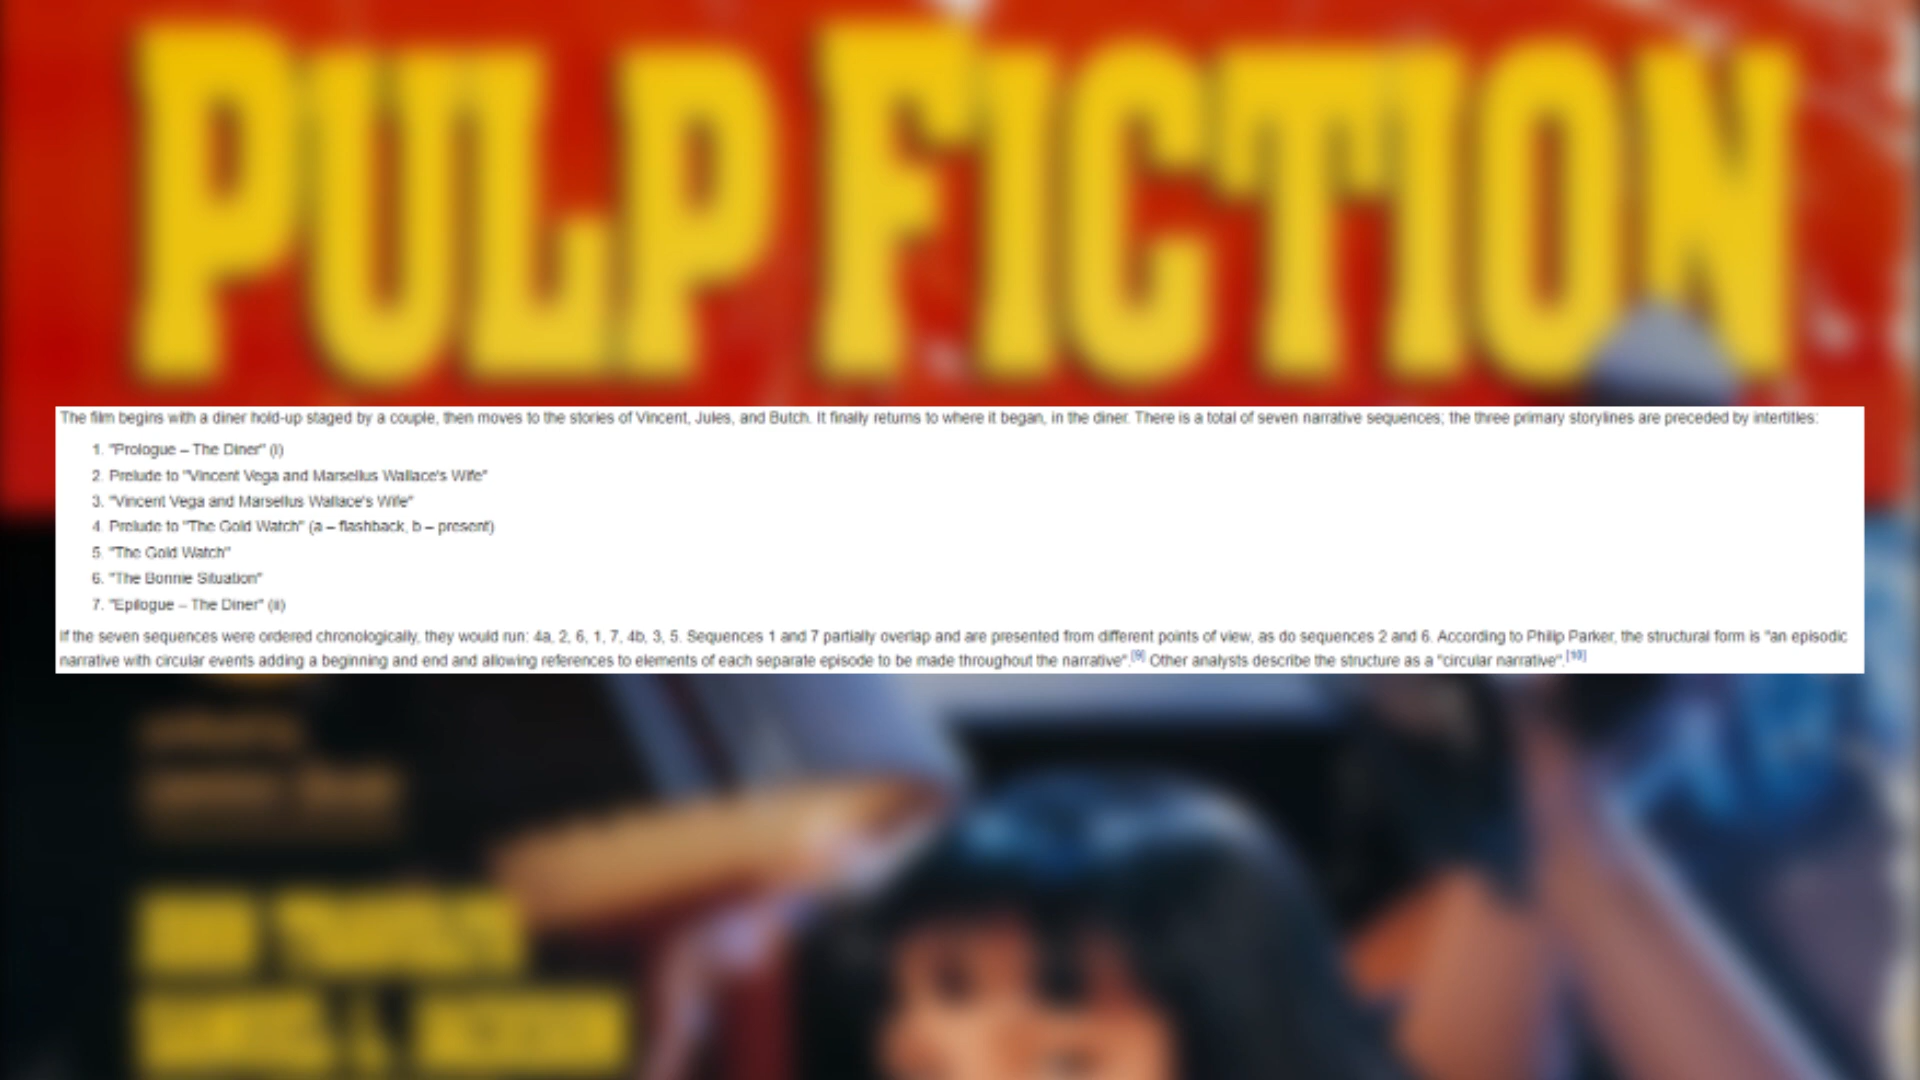 PULP FICTION
The film begins with a diner hold-up staged by a couple, then moves to the stories of Vincent, Jules, and Butch. It finally returns to where it began, in the diner. There is a total of seven narrative sequences; the three primary storylines are preceded by intertitles:
1. "Prologue – The Diner" (i)
2. Prelude to "Vincent Vega and Marsellus Wallace's Wife"
3. "Vincent Vega and Marsellus Wallace's Wife"
4. Prelude to "The Gold Watch" (a – flashback, b – present)
5. "The Gold Watch"
6. "The Bonnie Situation"
7. "Epilogue – The Diner" (ii)
If the seven sequences were ordered chronologically, they would run: 4a, 2, 6, 1, 7, 4b, 3, 5. Sequences 1 and 7 partially overlap and are presented from different points of view, as do sequences 2 and 6. According to Philip Parker, the structural form is "an episodic
narrative with circular events adding a beginning and end and allowing references to elements of each separate episode to be made throughout the narrative".[9] Other analysts describe the structure as a "circular narrative".[10]